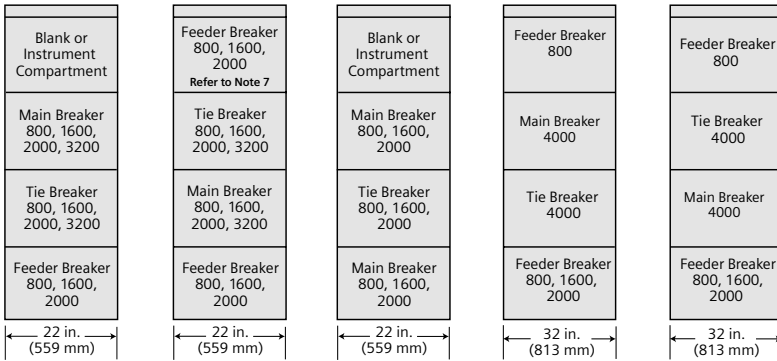 Blank or
Instrument
Compartment
Main Breaker
800, 1600,
2000, 3200
Tie Breaker
800, 1600,
2000, 3200
Feeder Breaker
800, 1600,
2000
22 in.
(559 mm)
Feeder Breaker
800, 1600,
2000
Refer to Note 7
Tie Breaker
800, 1600,
2000, 3200
Main Breaker
800, 1600,
2000, 3200
Feeder Breaker
800, 1600,
2000
22 in.
(559 mm)
Blank or
Instrument
Compartment
Main Breaker
800, 1600,
2000
Tie Breaker
800, 1600,
2000
Main Breaker
800, 1600,
2000
22 in.
(559 mm)
Feeder Breaker
800
Main Breaker
4000
Tie Breaker
4000
Feeder Breaker
800, 1600,
2000
32 in.
(813 mm)
Feeder Breaker
800
Tie Breaker
4000
Main Breaker
4000
Feeder Breaker
800, 1600,
2000
32 in.
(813 mm)